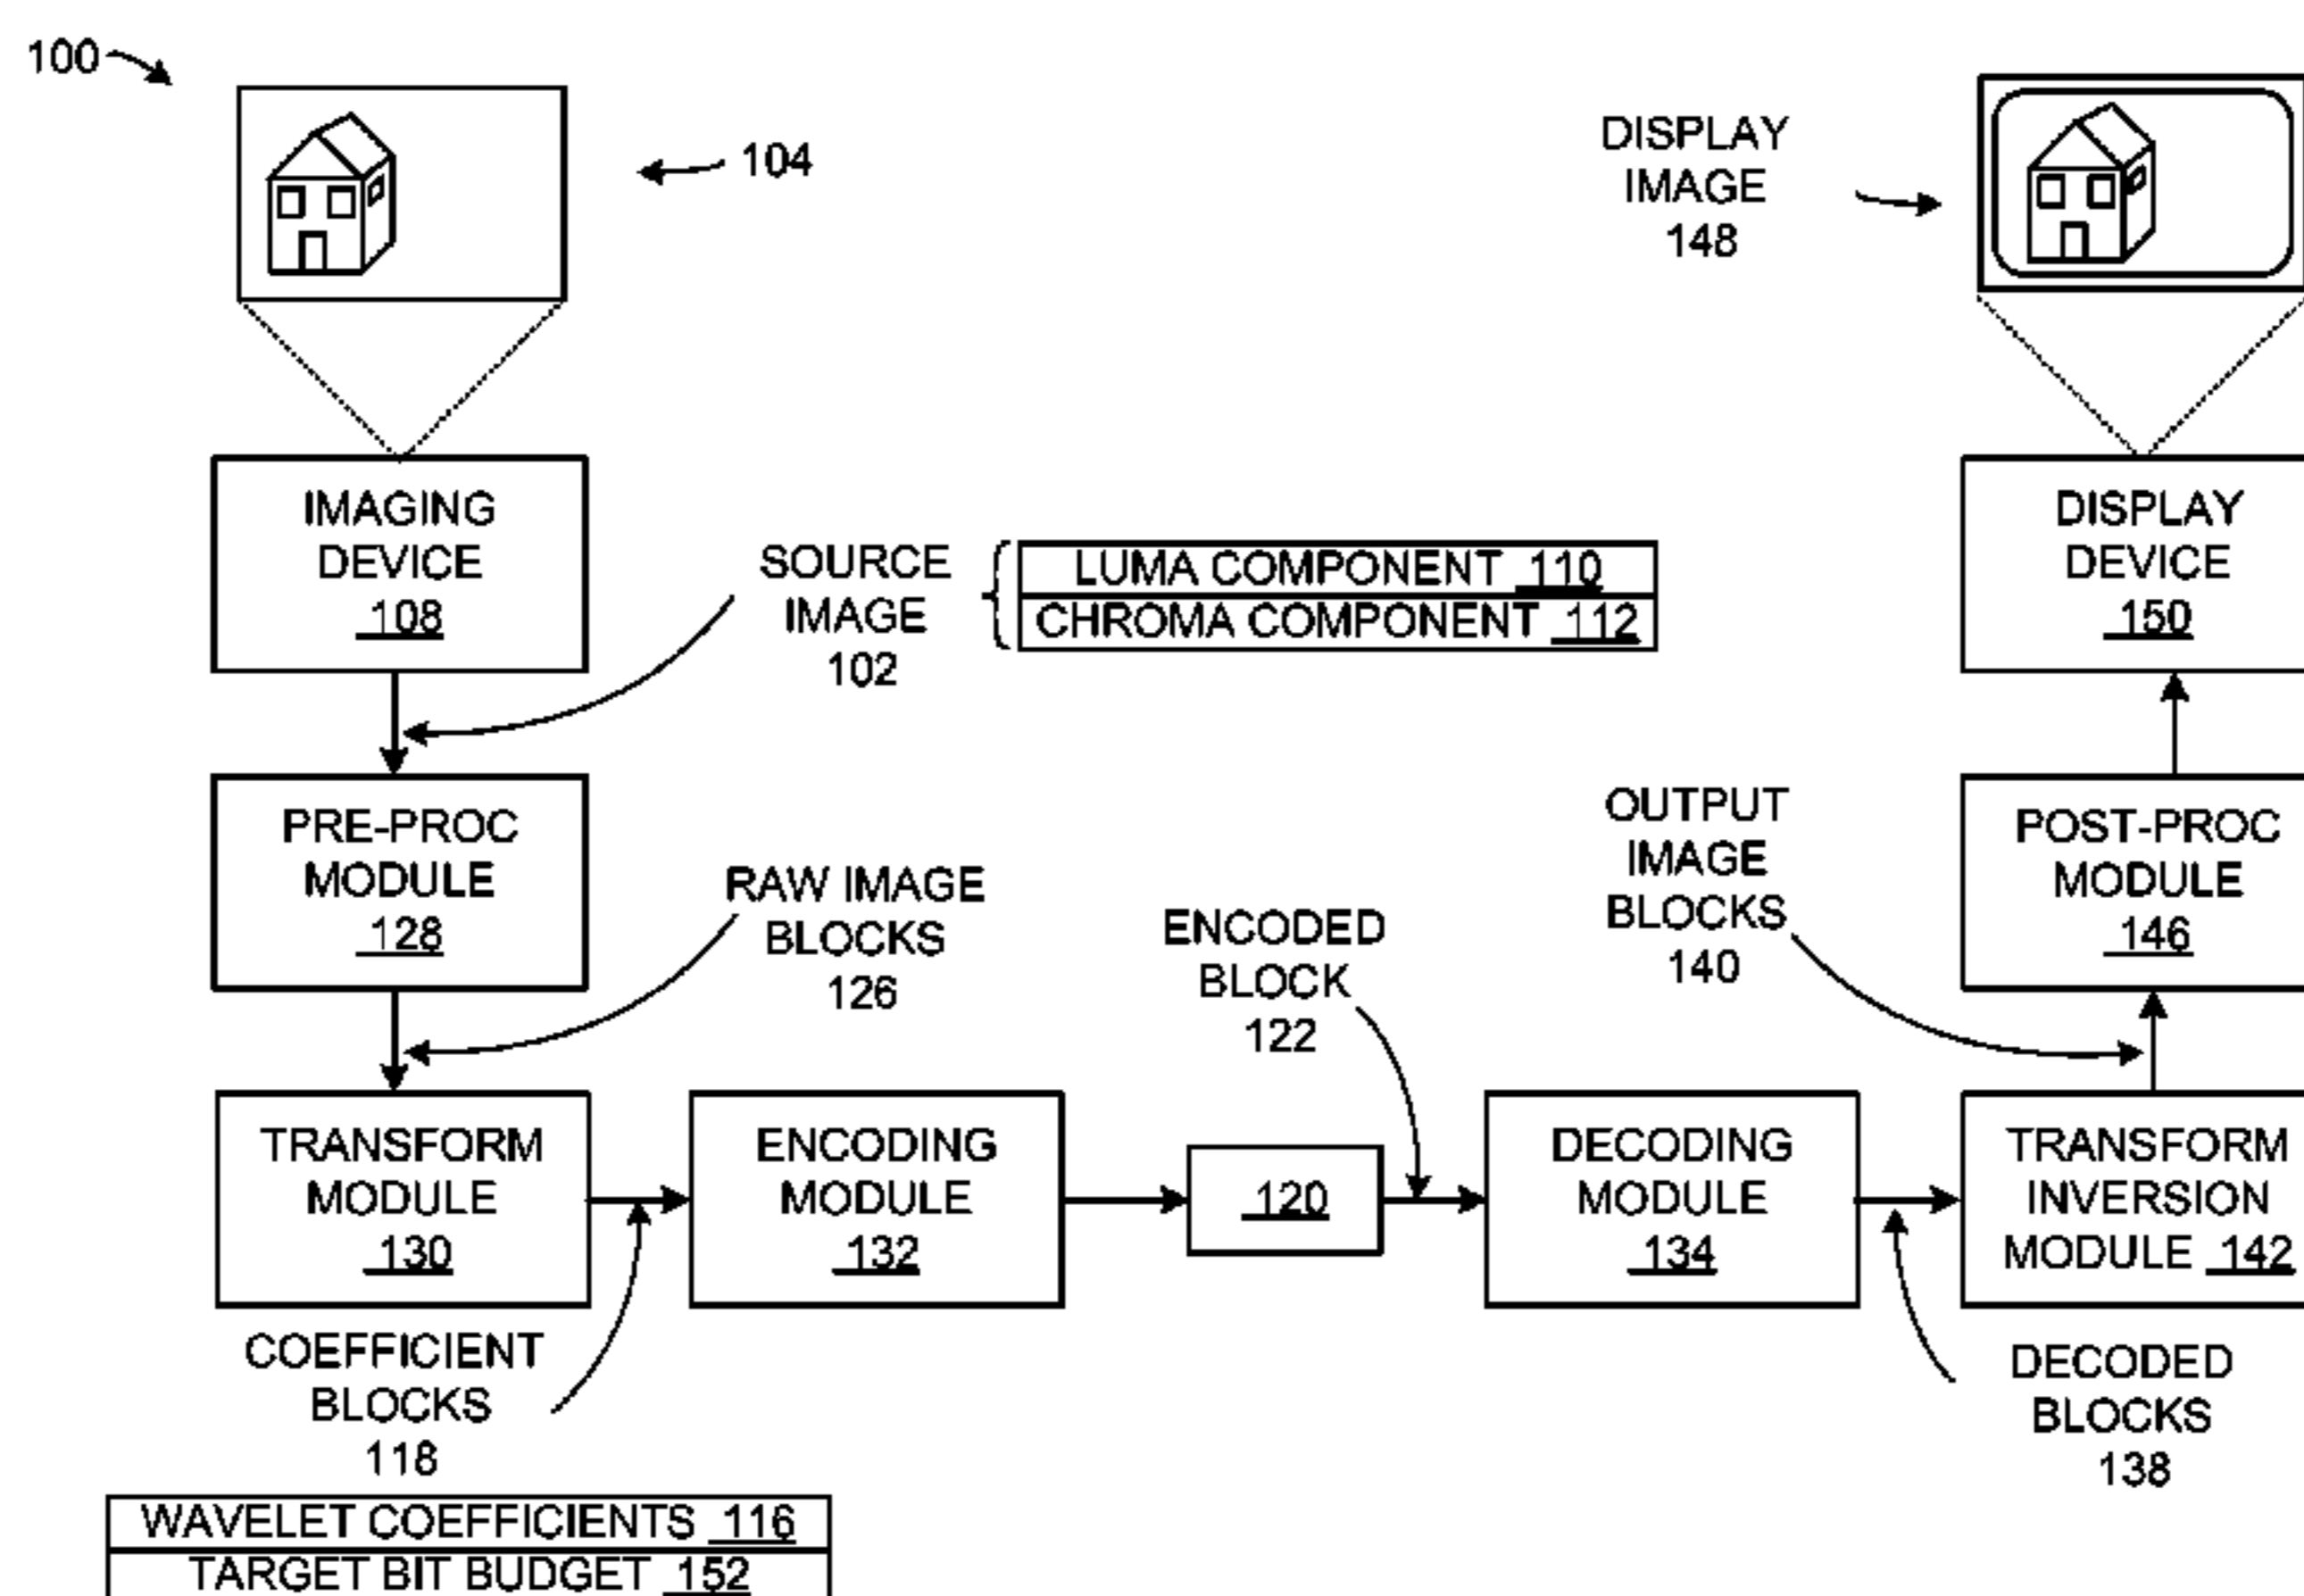 100
104
DISPLAY
IMAGE
148
IMAGING
DEVICE
108
SOURCE
IMAGE
102
LUMA COMPONENT 110
CHROMA COMPONENT 112
DISPLAY
DEVICE
150
PRE-PROC
MODULE
128
RAW IMAGE
BLOCKS
126
ENCODED
BLOCK
122
OUTPUT
IMAGE
BLOCKS
140
POST-PROC
MODULE
146
TRANSFORM
MODULE
130
ENCODING
MODULE
132
120
DECODING
MODULE
134
TRANSFORM
INVERSION
MODULE 142
COEFFICIENT
BLOCKS
118
DECODED
BLOCKS
138
WAVELET COEFFICIENTS 116
TARGET BIT BUDGET 152